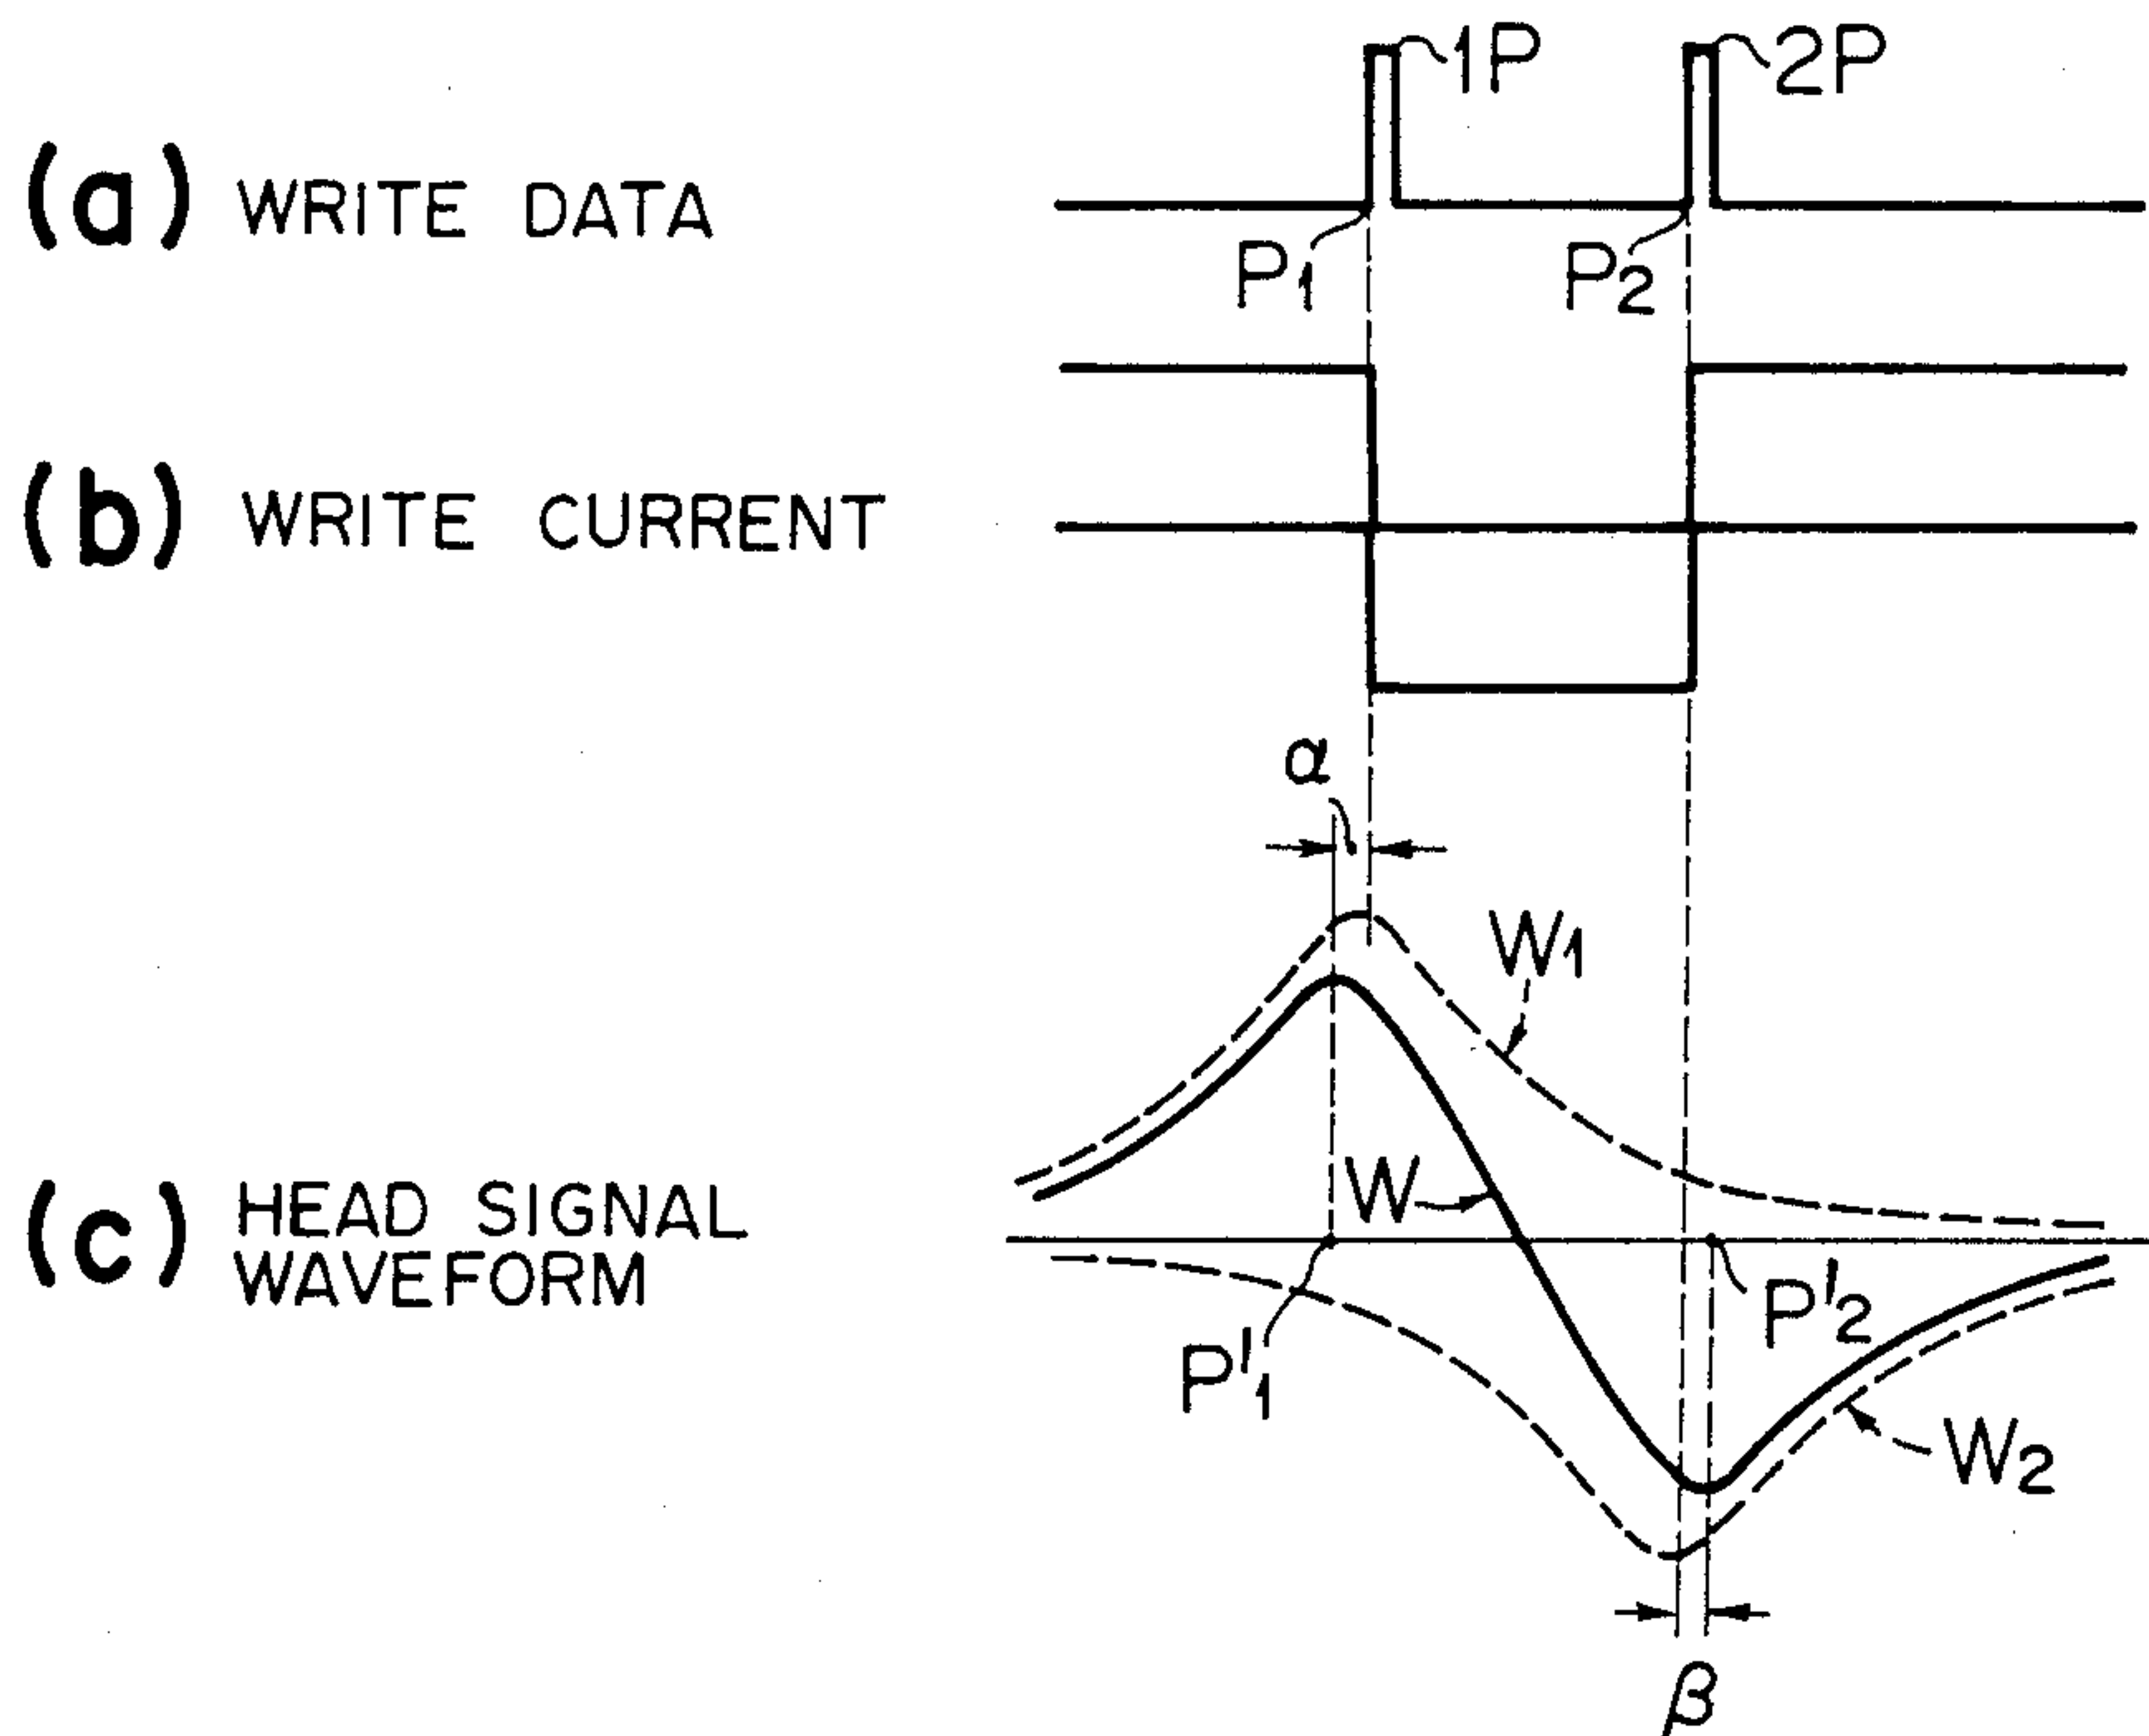 1P
2P
(a) WRITE DATA
P1
P2
(b) WRITE CURRENT
α
W1
W
(c) HEAD SIGNAL
WAVEFORM
P'1
P'2
W2
β